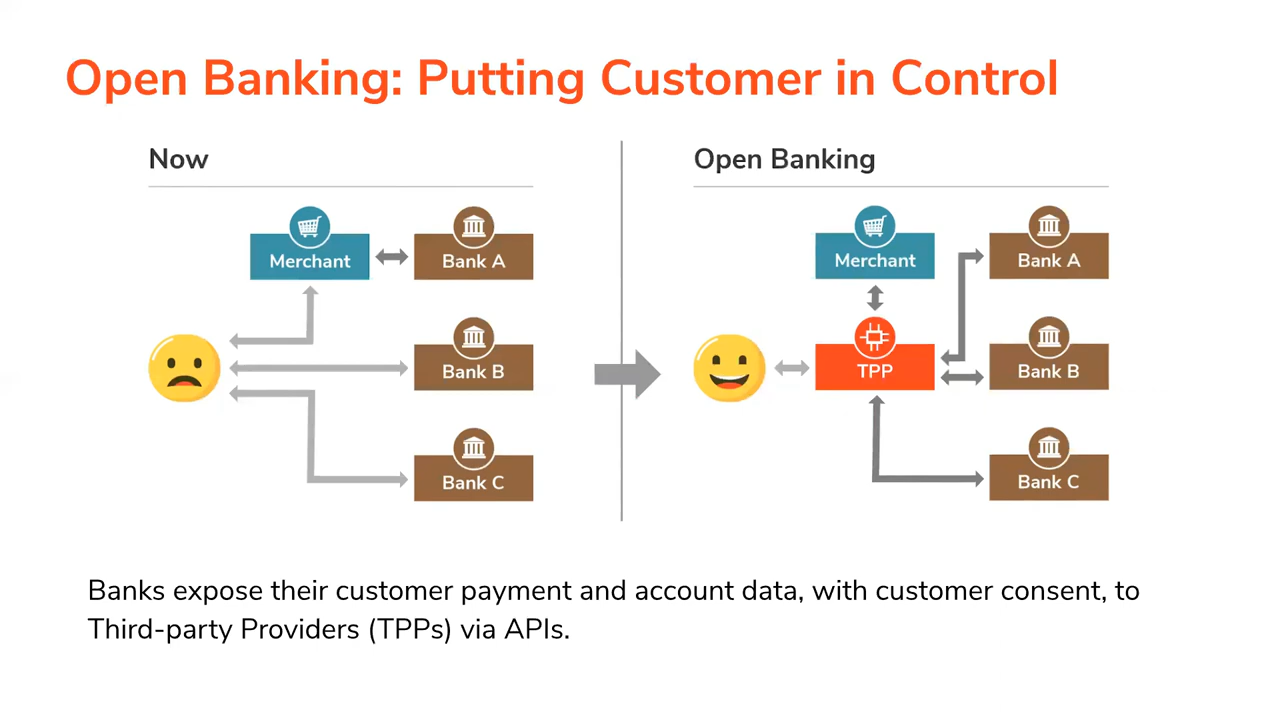 Open Banking: Putting Customer in Control
Now
Merchant
Bank A
Bank B
Bank C
Open Banking
Merchant
Bank A
TPP
Bank B
Bank C
Banks expose their customer payment and account data, with customer consent, to
Third-party Providers (TPPs) via APIs.